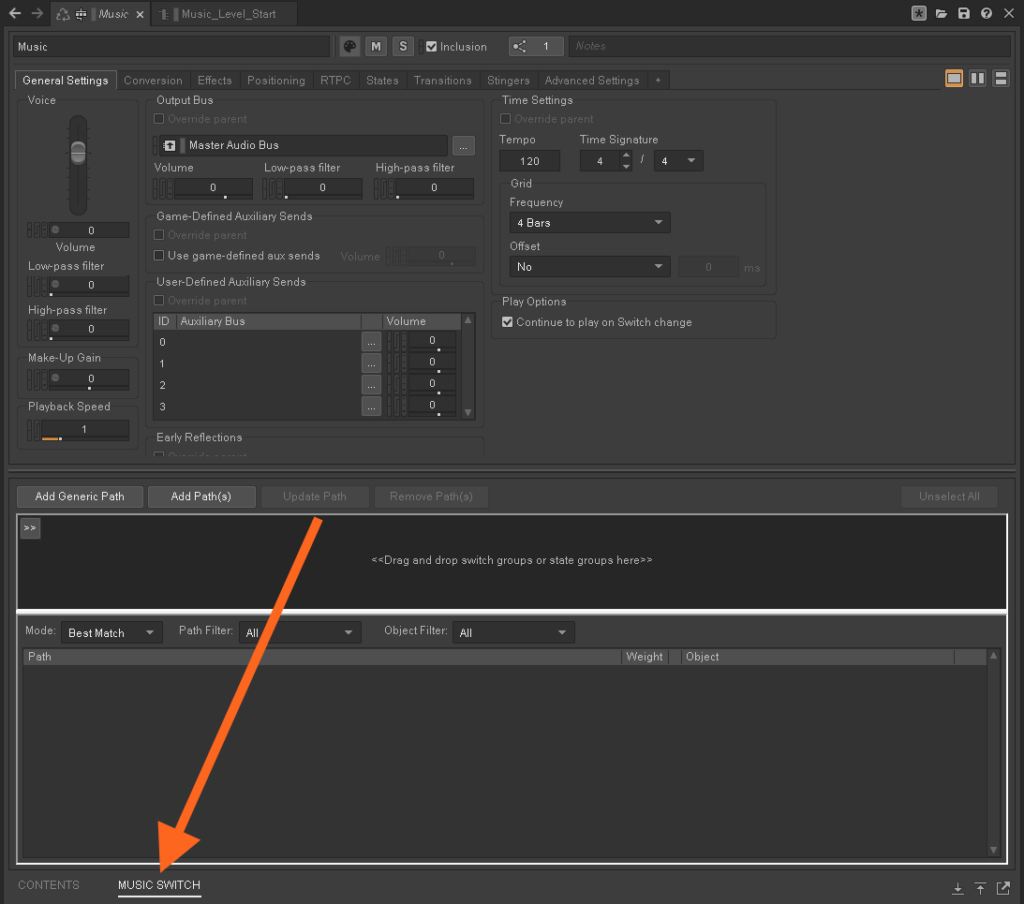 Music
Music_Level_Start
Music
M
S
Inclusion
1
Notes
General Settings
Conversion
Effects
Positioning
RTPC
States
Transitions
Stingers
Advanced Settings
+
Voice
0
Volume
Low-pass filter
0
High-pass filter
0
Make-Up Gain
0
Playback Speed
1
Output Bus
Override parent
Master Audio Bus
...
Volume
Low-pass filter
High-pass filter
0
0
0
Game-Defined Auxiliary Sends
Override parent
Use game-defined aux sends
Volume
0
User-Defined Auxiliary Sends
Override parent
ID
Auxiliary Bus
Volume
0
...
0
1
...
0
2
...
0
3
...
0
Early Reflections
Override parent
Time Settings
Override parent
Tempo
Time Signature
120
4
/
4
Grid
Frequency
4 Bars
Offset
No
0
ms
Play Options
Continue to play on Switch change
Add Generic Path
Add Path(s)
Update Path
Remove Path(s)
Unselect All
>>
<<Drag and drop switch groups or state groups here>>
Mode:
Best Match
Path Filter:
All
Object Filter:
All
Path
Weight
Object
CONTENTS
MUSIC SWITCH